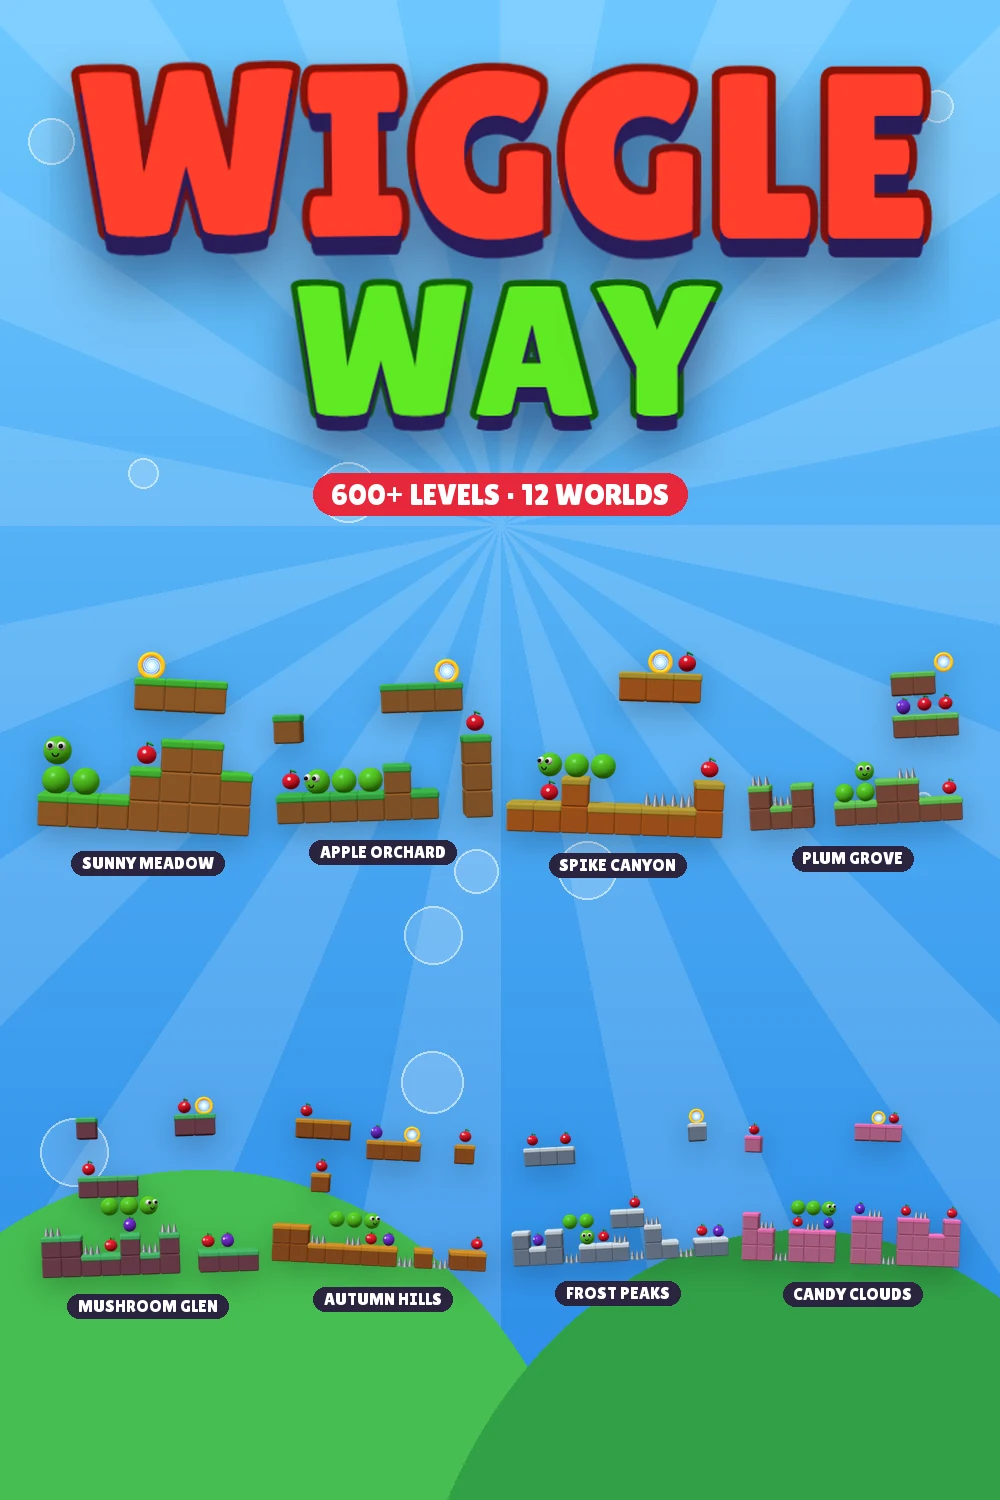 WIGGLE
WAY
600+ LEVELS · 12 WORLDS
SUNNY MEADOW
APPLE ORCHARD
SPIKE CANYON
PLUM GROVE
MUSHROOM GLEN
AUTUMN HILLS
FROST PEAKS
CANDY CLOUDS